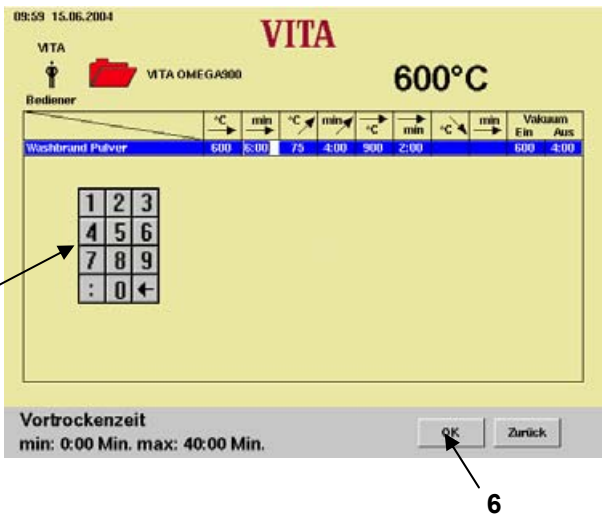 09:59 15.06.2004
VITA
VITA
VITA OMEGA900
600°C
Bediener
°C min °C min °C min °C min Vakuum
Ein Aus
Washbrand Pulver 600 6:00 75 4:00 900 2:00 600 4:00
1 2 3
4 5 6
7 8 9
: 0 ←
Vortrockenzeit
min: 0:00 Min. max: 40:00 Min.
OK Zurück
6